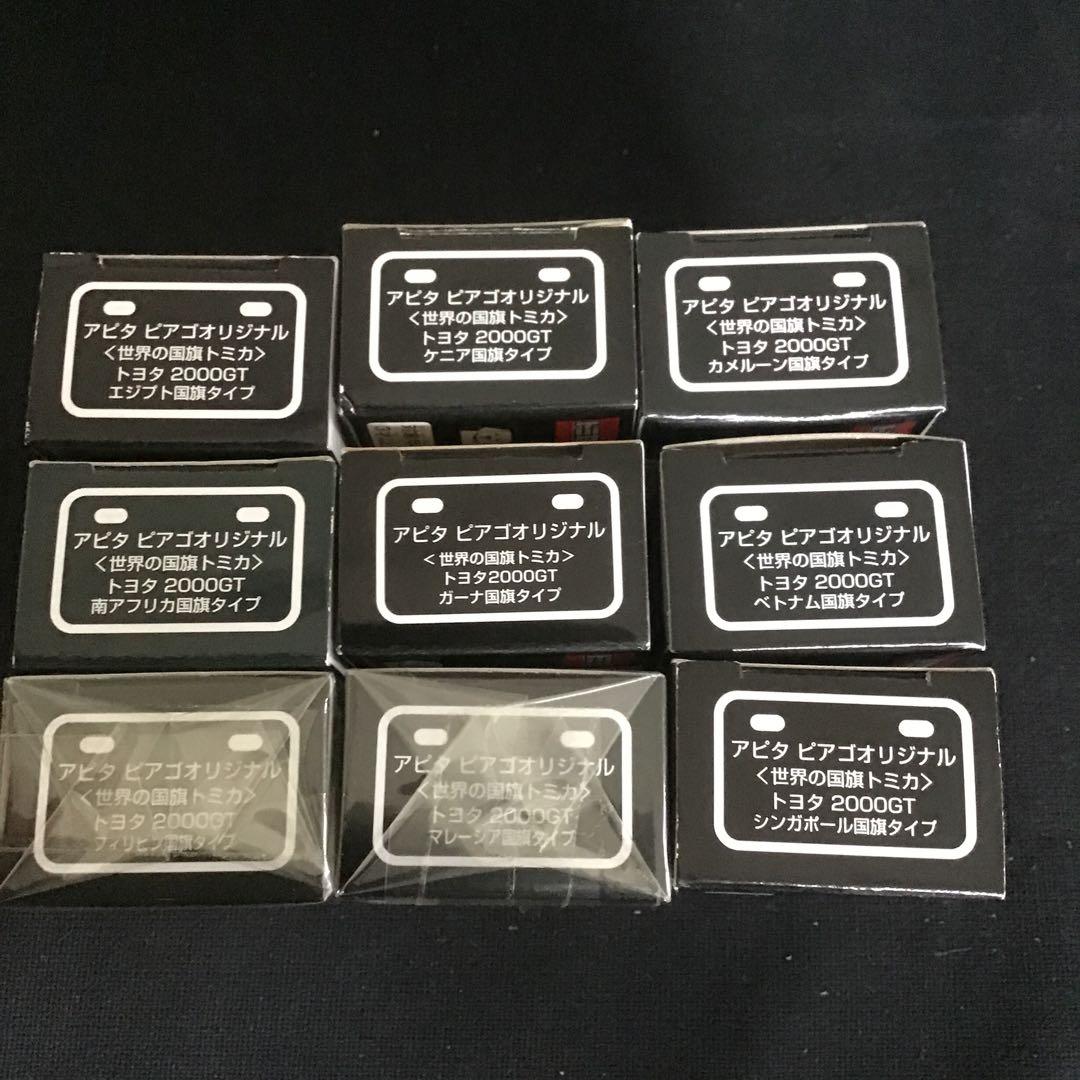 アピタ ピアゴオリジナル
<世界の国旗トミカ>
トヨタ 2000GT
エジプト国旗タイプ
アピタ ピアゴオリジナル
<世界の国旗トミカ>
トヨタ 2000GT
ケニア国旗タイプ
アピタ ピアゴオリジナル
<世界の国旗トミカ>
トヨタ 2000GT
カメルーン国旗タイプ
アピタ ピアゴオリジナル
<世界の国旗トミカ>
トヨタ 2000GT
南アフリカ国旗タイプ
アピタ ピアゴオリジナル
<世界の国旗トミカ>
トヨタ2000GT
ガーナ国旗タイプ
アピタ ピアゴオリジナル
<世界の国旗トミカ>
トヨタ 2000GT
ベトナム国旗タイプ
アピタ ピアゴオリジナル
<世界の国旗トミカ>
トヨタ 2000GT
フィリピン国旗タイプ
アピタ ピアゴオリジナル
<世界の国旗トミカ>
トヨタ 2000GT
マレーシア国旗タイプ
アピタ ピアゴオリジナル
<世界の国旗トミカ>
トヨタ 2000GT
シンガポール国旗タイプ